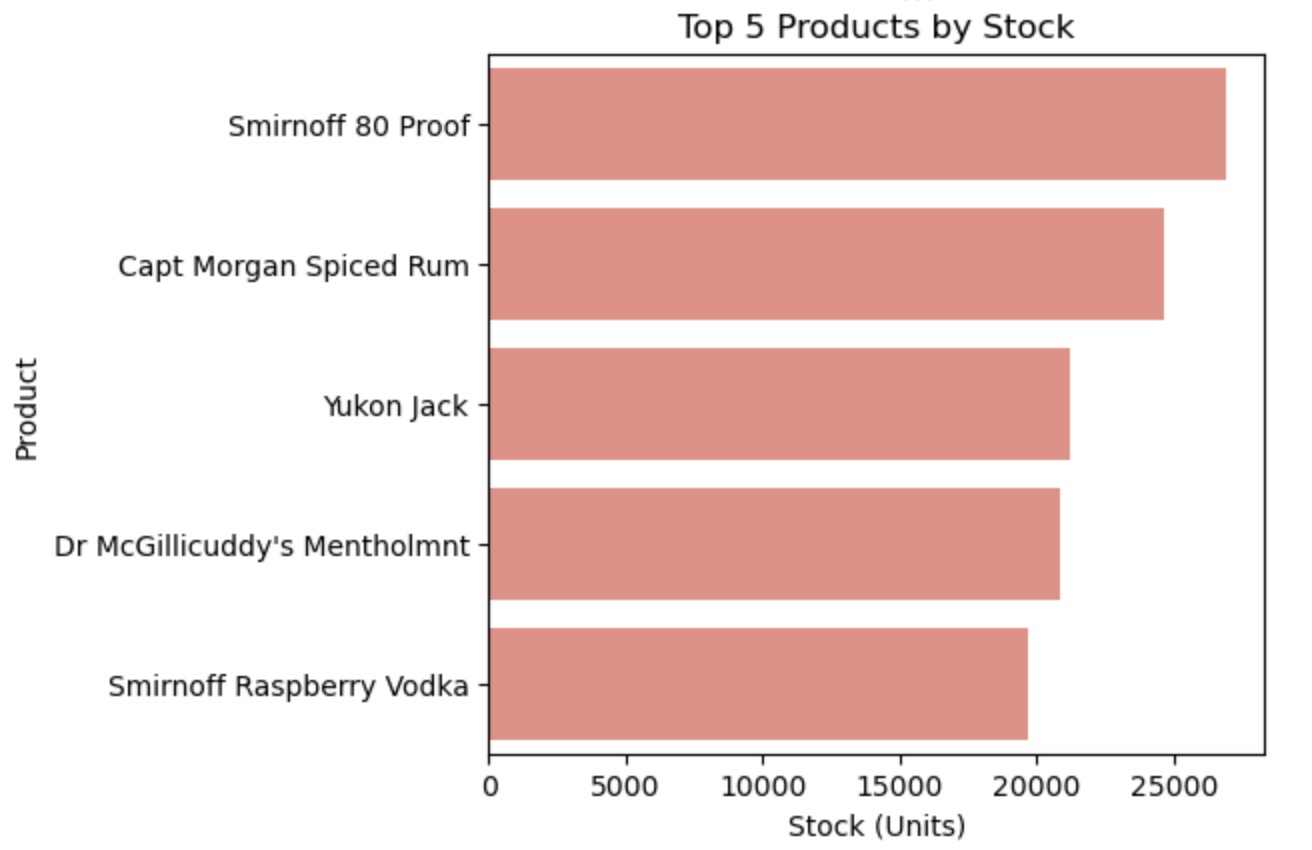 Top 5 Products by Stock
Smirnoff 80 Proof
Capt Morgan Spiced Rum
Yukon Jack
Dr McGillicuddy's Mentholmnt
Smirnoff Raspberry Vodka
Product
0 5000 10000 15000 20000 25000
Stock (Units)